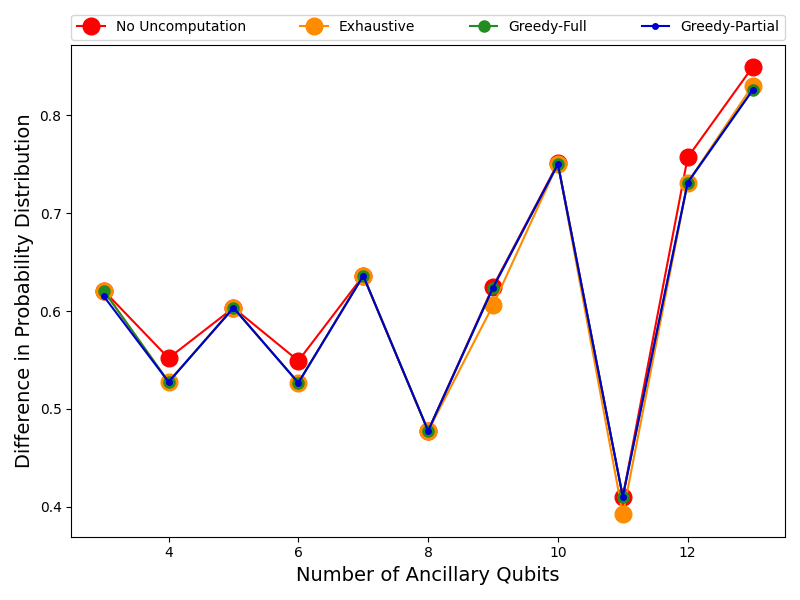 No Uncomputation Exhaustive Greedy-Full Greedy-Partial
Difference in Probability Distribution
0.8
0.7
0.6
0.5
0.4
4 6 8 10 12
Number of Ancillary Qubits